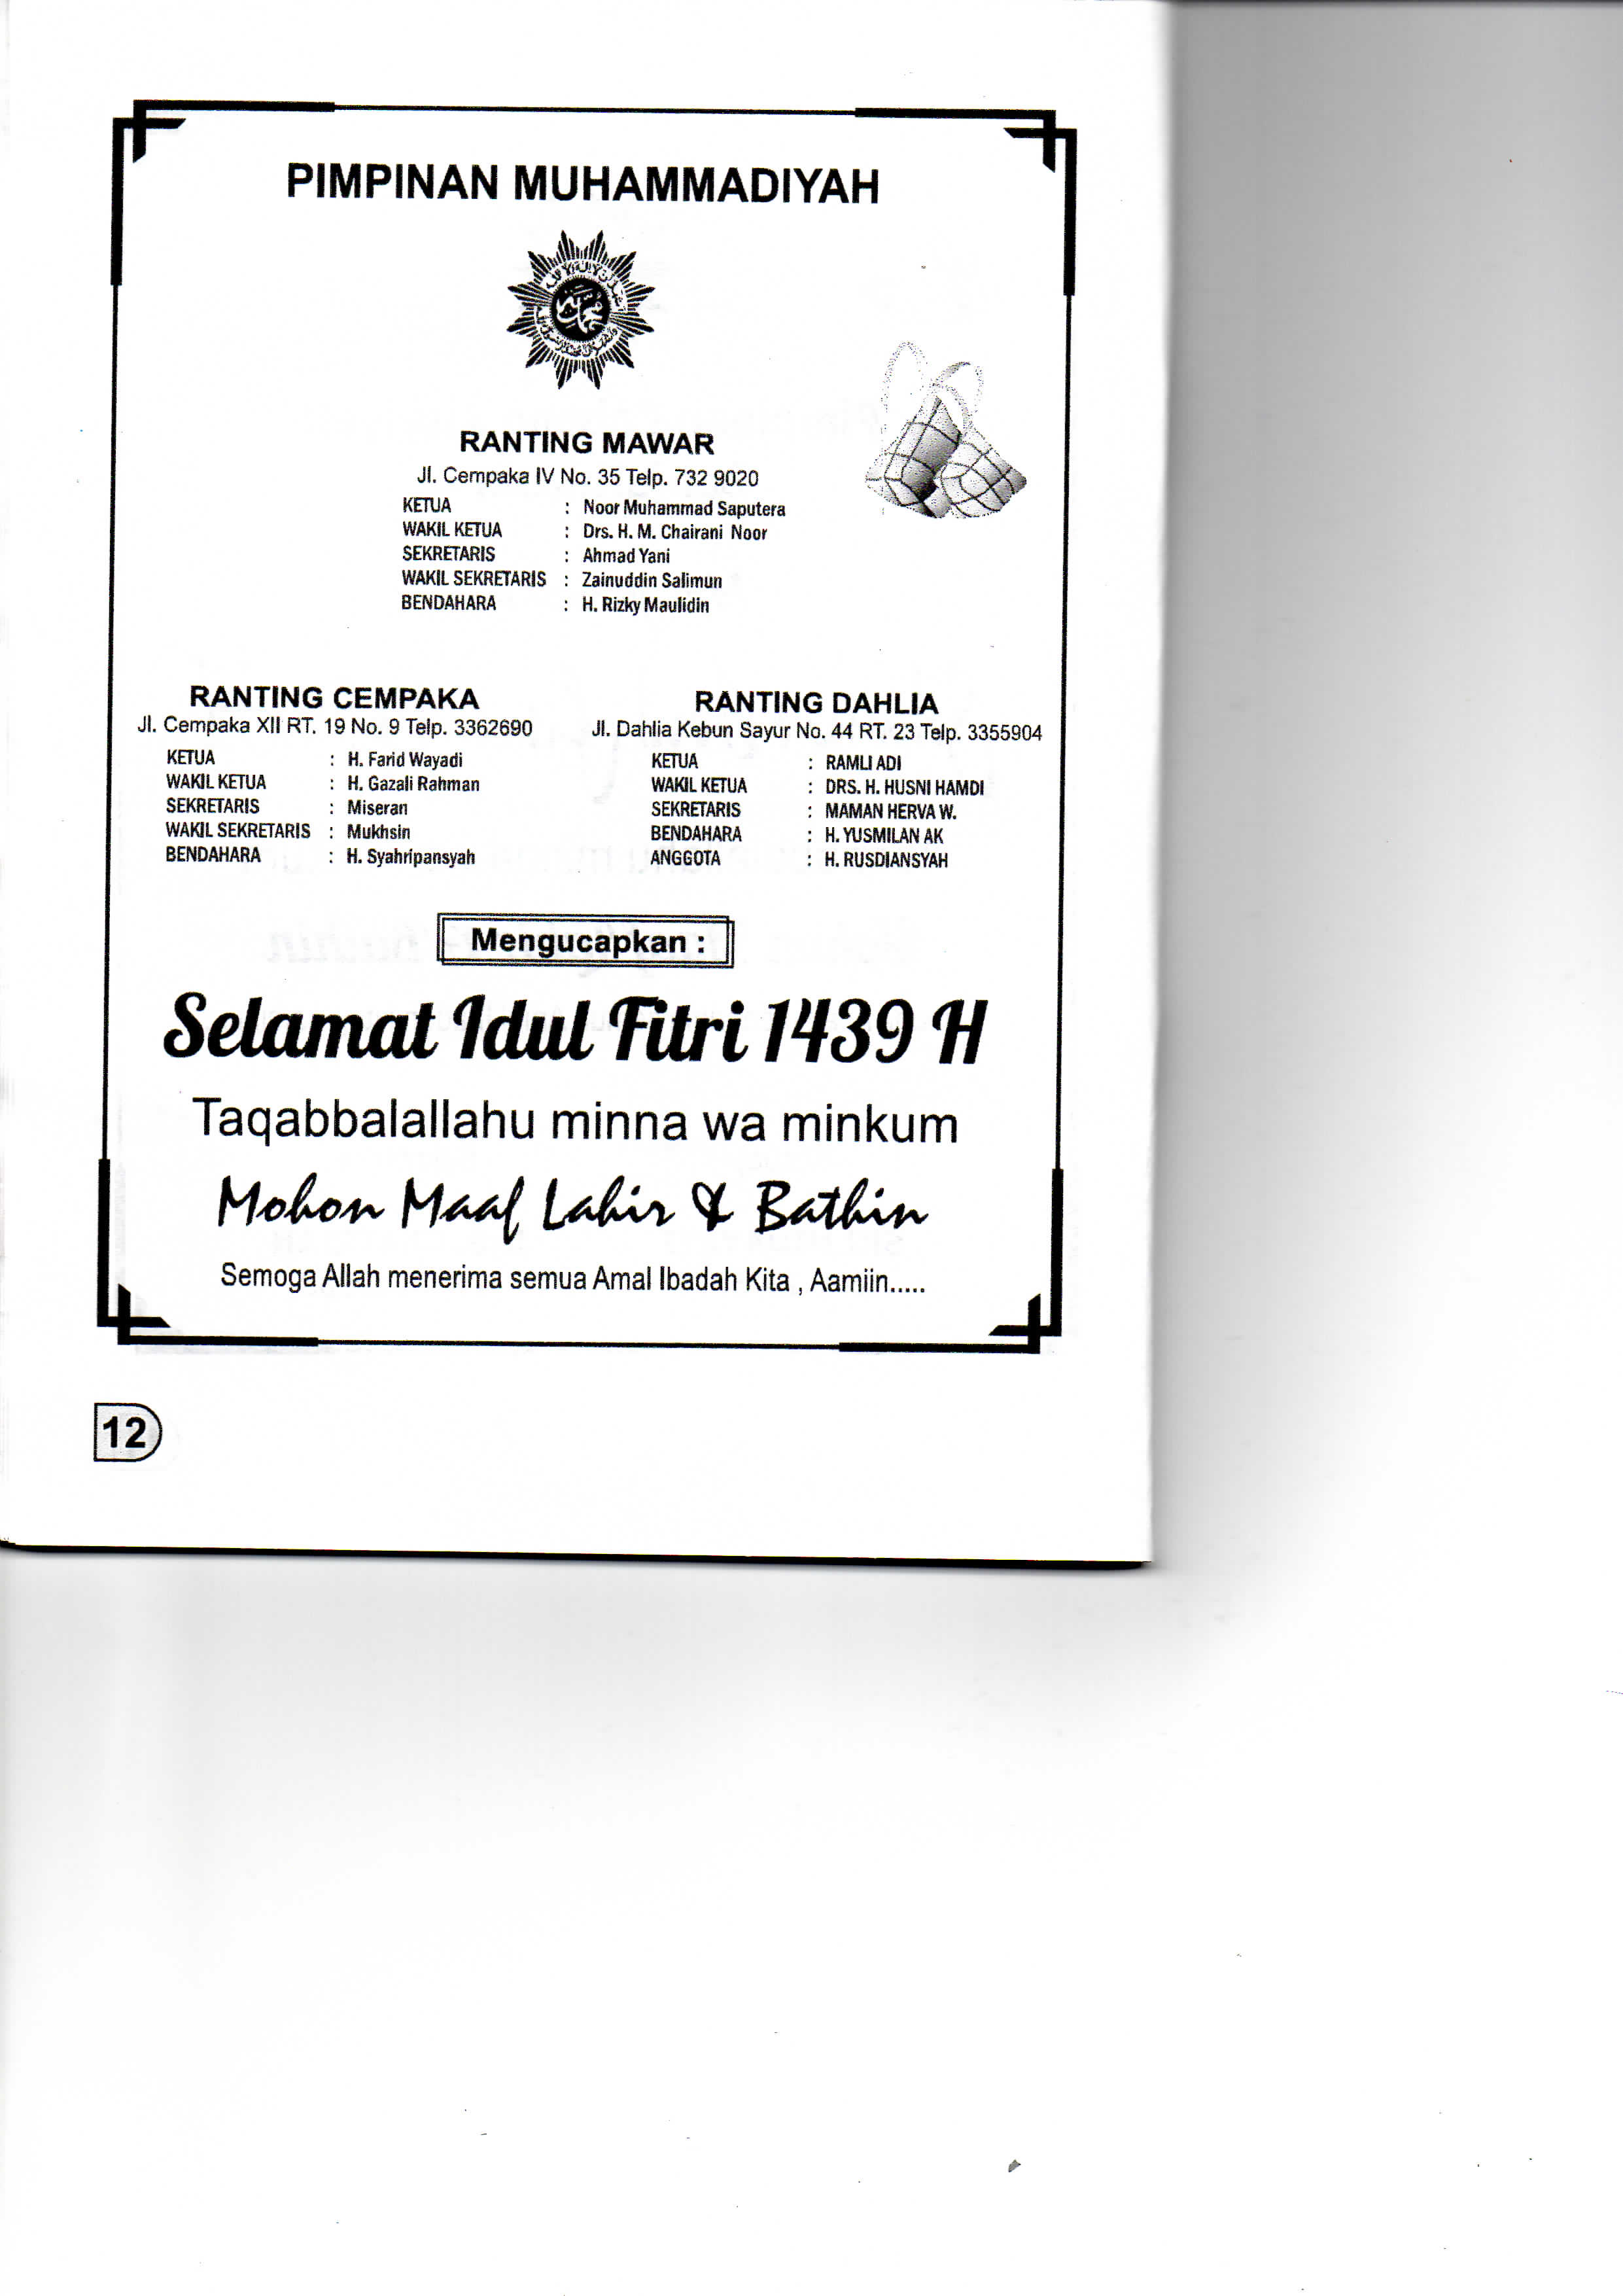 PIMPINAN MUHAMMADIYAH
RANTING MAWAR
Jl. Cempaka IV No. 35 Telp. 732 9020
KETUA : Noor Muhammad Saputera
WAKIL KETUA : Drs. H. M. Chairani Noor
SEKRETARIS : Ahmad Yani
WAKIL SEKRETARIS : Zainuddin Salimun
BENDAHARA : H. Rizky Maulidin
RANTING CEMPAKA
Jl. Cempaka XII RT. 19 No. 9 Telp. 3362690
KETUA : H. Farid Wayadi
WAKIL KETUA : H. Gazali Rahman
SEKRETARIS : Miseran
WAKIL SEKRETARIS : Mukhsin
BENDAHARA : H. Syahripansyah
RANTING DAHLIA
Jl. Dahlia Kebun Sayur No. 44 RT. 23 Telp. 3355904
KETUA : RAMLI ADI
WAKIL KETUA : DRS. H. HUSNI HAMDI
SEKRETARIS : MAMAN HERVA W.
BENDAHARA : H. YUSMILAN AK
ANGGOTA : H. RUSDIANSYAH
Mengucapkan :
Selamat Idul Fitri 1439 H
Taqabbalallahu minna wa minkum
Mohon Maaf Lahir & Bathin
Semoga Allah menerima semua Amal Ibadah Kita , Aamiin.....
12